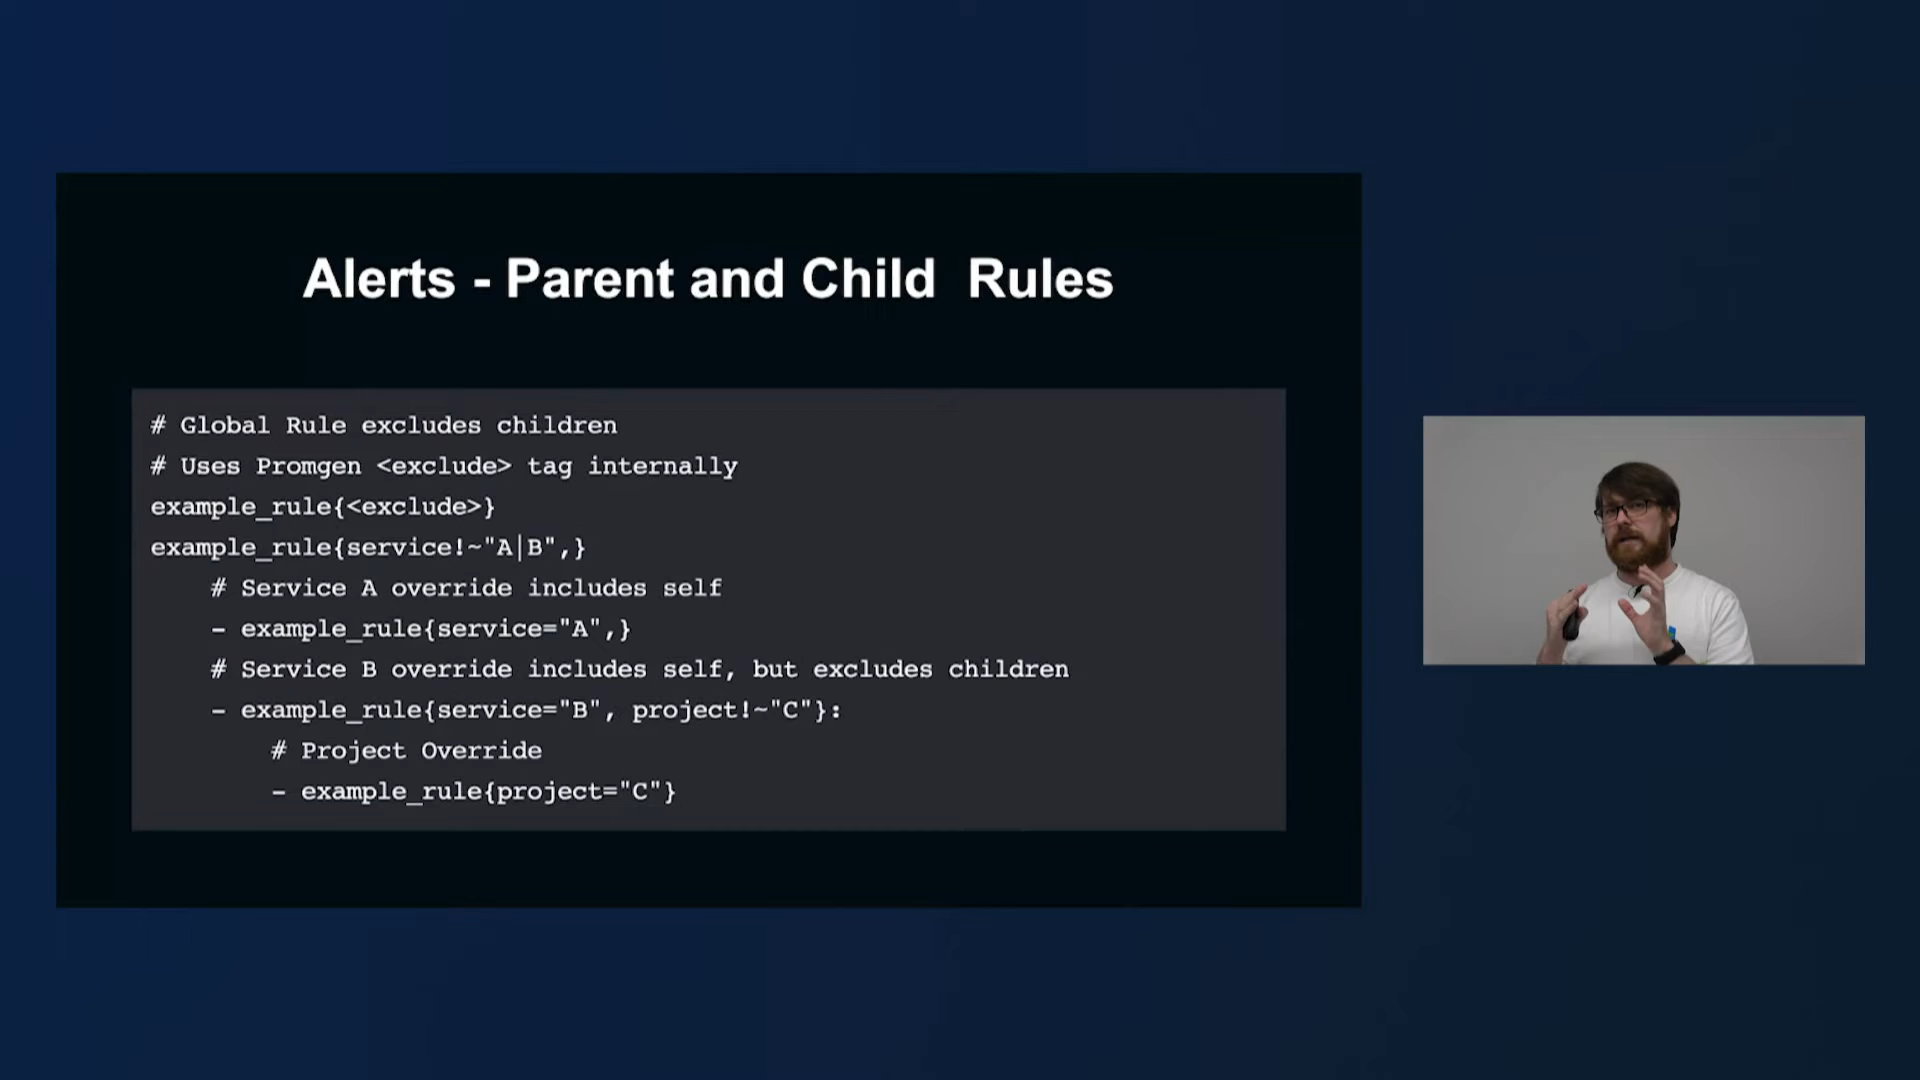 Alerts - Parent and Child  Rules
# Global Rule excludes children
# Uses Promgen <exclude> tag internally
example_rule{<exclude>}
example_rule{service!~"A|B",}
    # Service A override includes self
    - example_rule{service="A",}
    # Service B override includes self, but excludes children
    - example_rule{service="B", project!~"C"}:
        # Project Override
        - example_rule{project="C"}